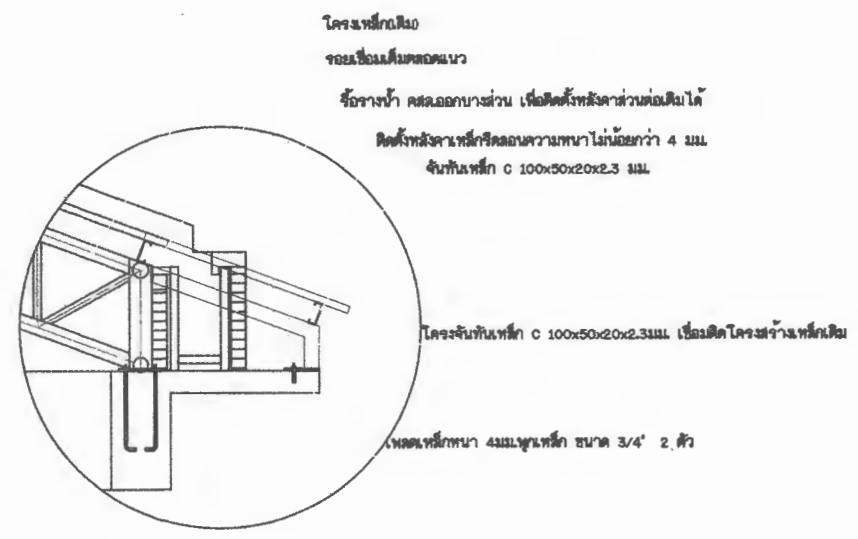 โครงเหล็ก(เดิม)
รอยเชื่อมเต็มตลอดแนว
รื้อรางน้ำ คสล.ออกบางส่วน เพื่อติดตั้งหลังคาส่วนต่อเติมได้
ติดตั้งหลังคาเหล็กรีดลอนความหนาไม่น้อยกว่า 4 มม.
จันทันเหล็ก C 100x50x20x2.3 มม.
โครงจันทันเหล็ก C 100x50x20x2.3มม. เชื่อมติดโครงสร้างเหล็กเดิม
เพลตเหล็กหนา 4มม.พุกเหล็ก ขนาด 3/4" 2 ตัว